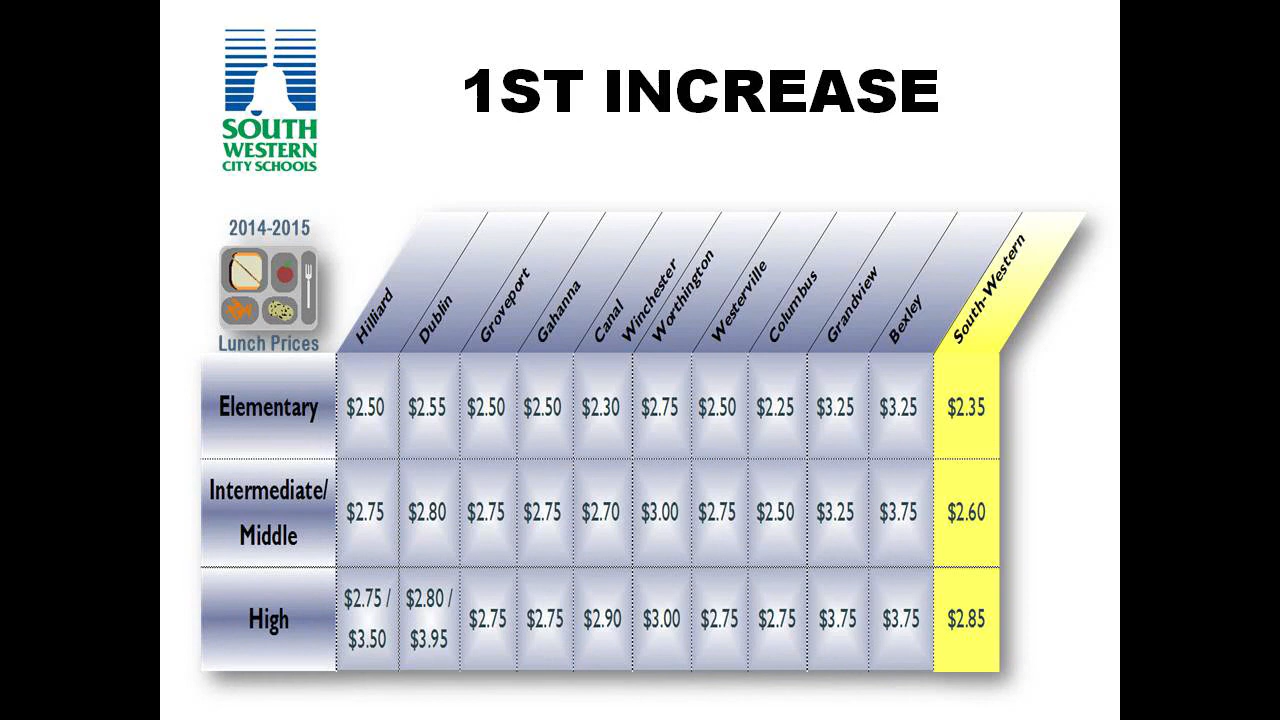 1ST INCREASE
SOUTH
WESTERN
CITY SCHOOLS
2014-2015
Lunch Prices
Hilliard
Dublin
Groveport
Gahanna
Canal
Winchester
Worthington
Westerville
Columbus
Grandview
Bexley
South-Western
Elementary $2.50 $2.55 $2.50 $2.50 $2.30 $2.75 $2.50 $2.25 $3.25 $3.25 $2.35
Intermediate/
Middle
$2.75 $2.80 $2.75 $2.75 $2.70 $3.00 $2.75 $2.50 $3.25 $3.75 $2.60
High
$2.75 / $2.80 /
$3.50 $3.95
$2.75 $2.75 $2.90 $3.00 $2.75 $2.75 $3.75 $3.75 $2.85